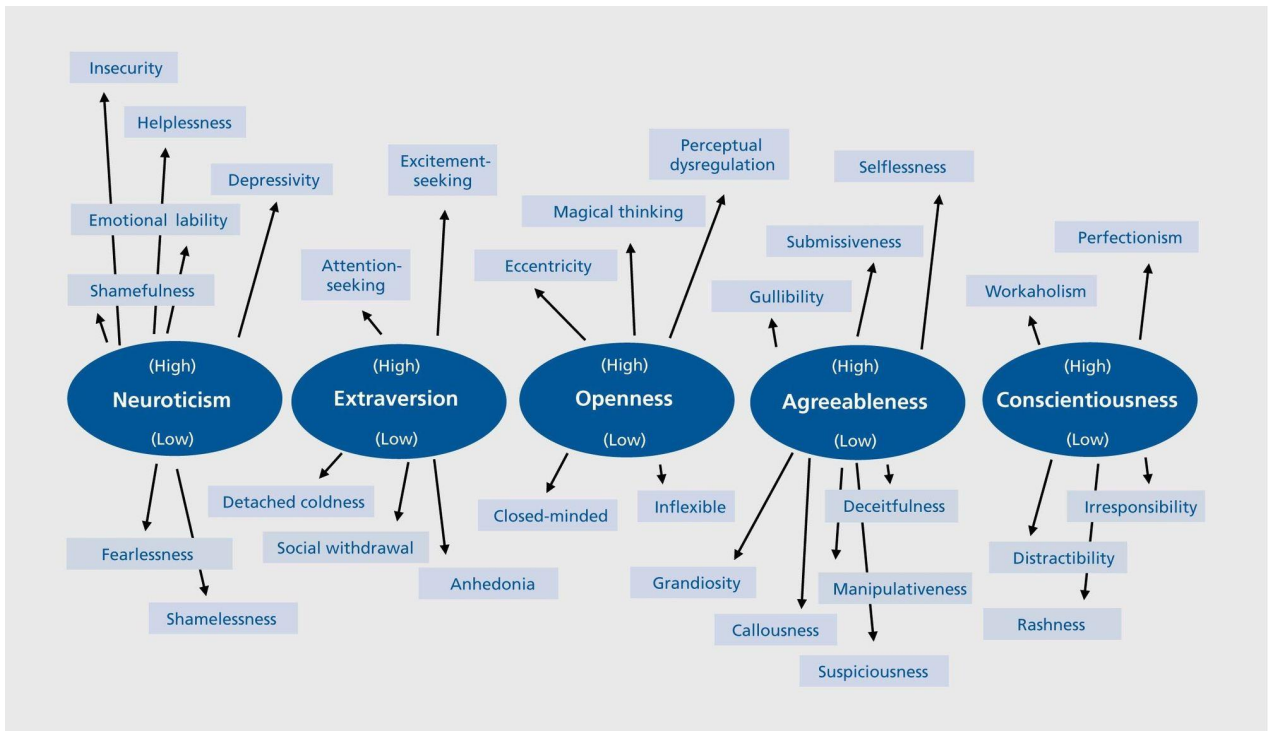 Insecurity
Helplessness
Depressivity
Emotional lability
Shamefulness
(High)
Neuroticism
(Low)
Fearlessness
Shamelessness
Excitement-
seeking
Attention-
seeking
(High)
Extraversion
(Low)
Detached coldness
Social withdrawal
Anhedonia
Perceptual
dysregulation
Magical thinking
Eccentricity
(High)
Openness
(Low)
Closed-minded
Inflexible
Selflessness
Submissiveness
Gullibility
(High)
Agreeableness
(Low)
Deceitfulness
Grandiosity
Manipulativeness
Callousness
Suspiciousness
Perfectionism
Workaholism
(High)
Conscientiousness
(Low)
Irresponsibility
Distractibility
Rashness